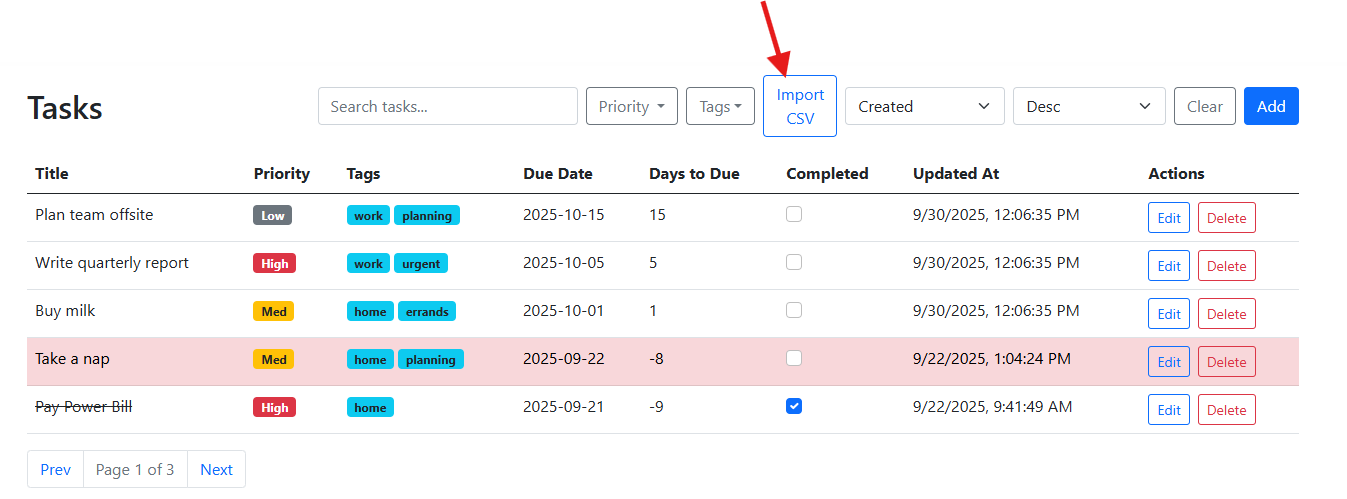 Tasks
Search tasks...
Priority
Tags
Import
CSV
Created
Desc
Clear
Add
Title Priority Tags Due Date Days to Due Completed Updated At Actions
Plan team offsite Low work planning 2025-10-15 15 9/30/2025, 12:06:35 PM Edit Delete
Write quarterly report High work urgent 2025-10-05 5 9/30/2025, 12:06:35 PM Edit Delete
Buy milk Med home errands 2025-10-01 1 9/30/2025, 12:06:35 PM Edit Delete
Take a nap Med home planning 2025-09-22 -8 9/22/2025, 1:04:24 PM Edit Delete
Pay Power Bill High home 2025-09-21 -9 9/22/2025, 9:41:49 AM Edit Delete
Prev Page 1 of 3 Next